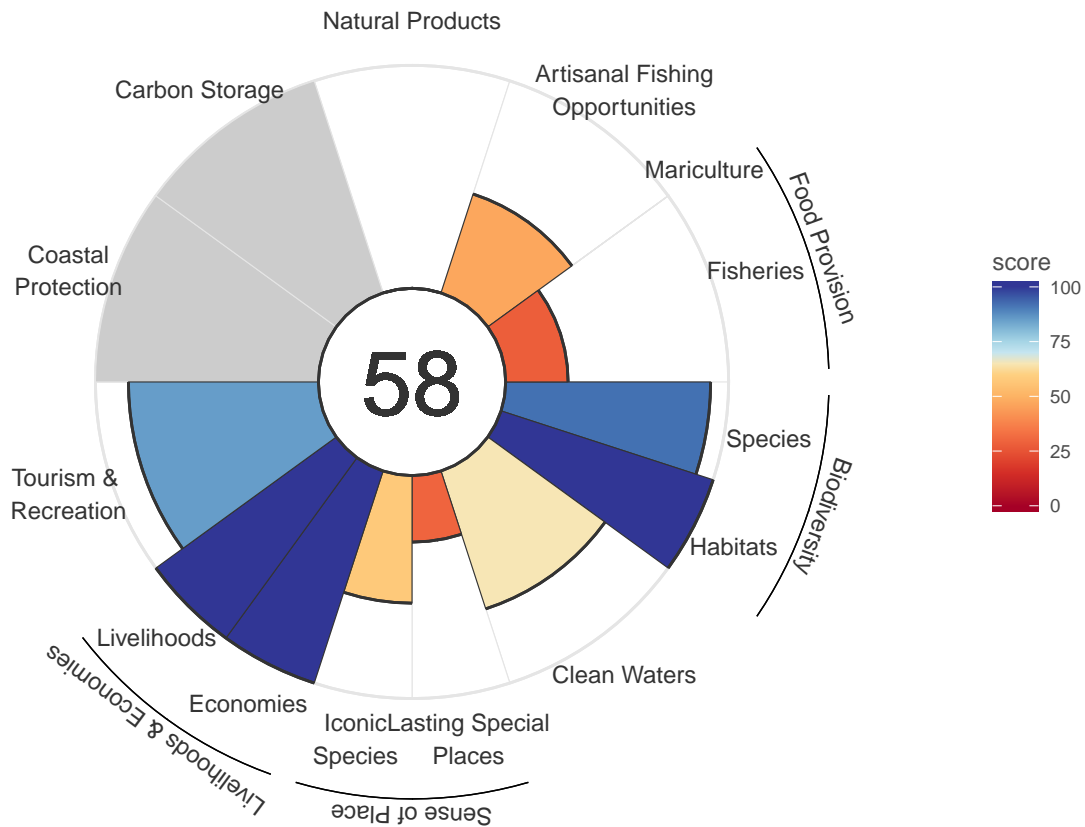 Natural Products
Artisanal Fishing
Opportunities
Carbon Storage
Mariculture
Food Provision
Fisheries
Coastal
Protection
score
100
75
50
25
0
58
Species
Biodiversity
Habitats
Tourism &
Recreation
Livelihoods
Livelihoods & Economies
Economies
Clean Waters
Iconic
Species
Lasting Special
Places
Sense of Place